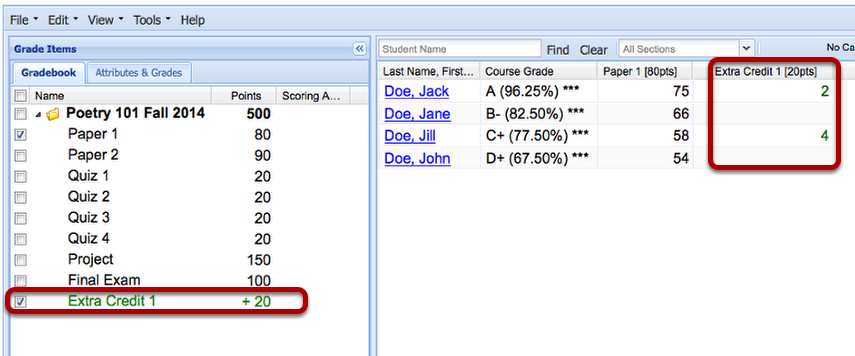 File Edit View Tools Help
Grade Items
Gradebook Attributes & Grades
Name Points Scoring A...
Poetry 101 Fall 2014 500
Paper 1 80
Paper 2 90
Quiz 1 20
Quiz 2 20
Quiz 3 20
Quiz 4 20
Project 150
Final Exam 100
Extra Credit 1 + 20
Student Name Find Clear All Sections No Ca
Last Name, First... Course Grade Paper 1 [80pts] Extra Credit 1 [20pts]
Doe, Jack A (96.25%) *** 75 2
Doe, Jane B- (82.50%) *** 66
Doe, Jill C+ (77.50%) *** 58 4
Doe, John D+ (67.50%) *** 54